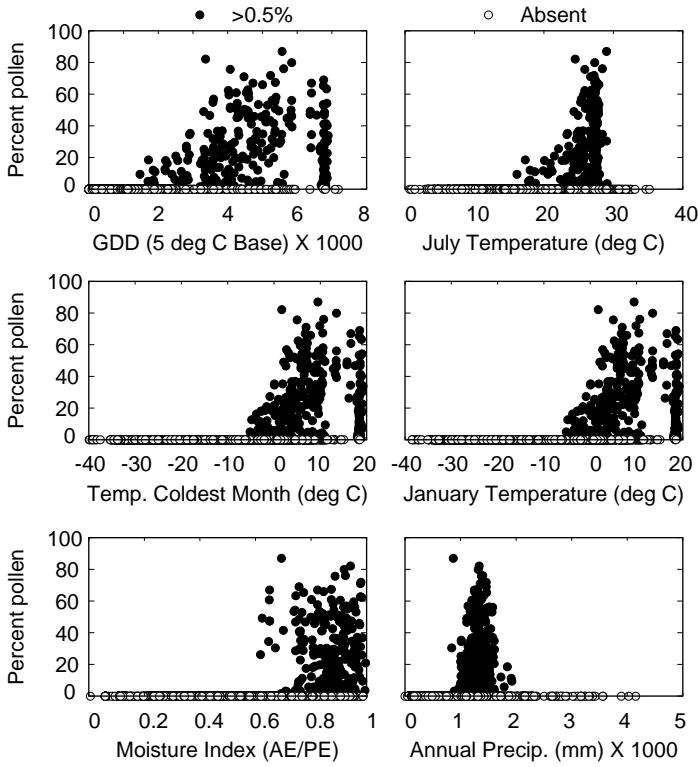 >0.5% Absent
Percent pollen
100
80
60
40
20
0
0 2 4 6 8
GDD (5 deg C Base) X 1000
0 10 20 30 40
July Temperature (deg C)
Percent pollen
100
80
60
40
20
0
-40 -30 -20 -10 0 10 20
Temp. Coldest Month (deg C)
-40 -30 -20 -10 0 10 20
January Temperature (deg C)
Percent pollen
100
80
60
40
20
0
0 0.2 0.4 0.6 0.8 1
Moisture Index (AE/PE)
0 1 2 3 4 5
Annual Precip. (mm) X 1000